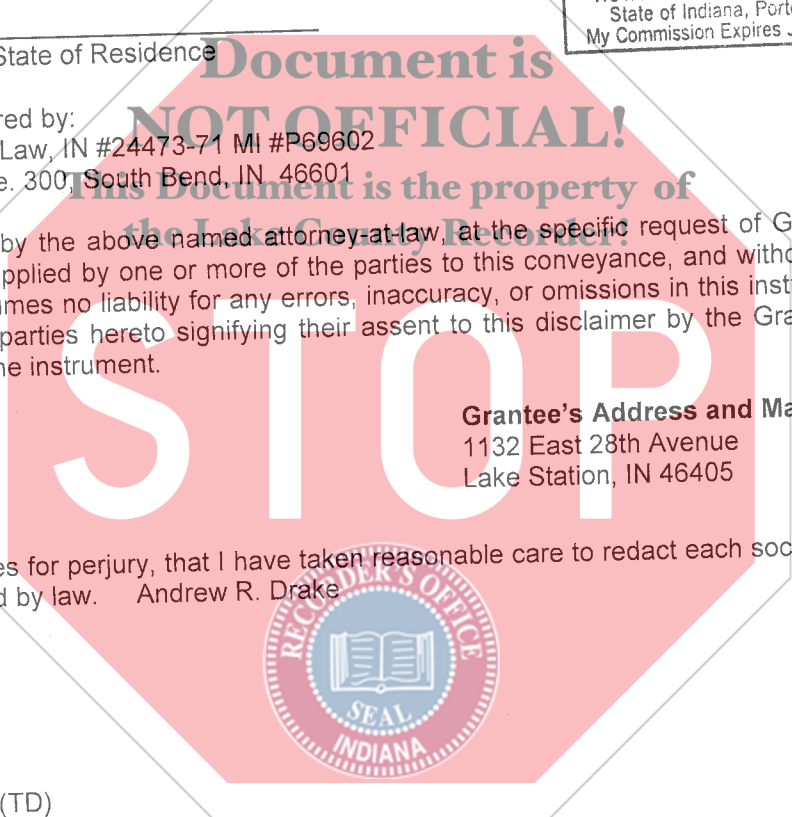 State of Indiana, Porte
My Commission Expires J
State of Residence
Document is
NOT OFFICIAL!
This Document is the property of
the Lake County Recorder!
red by:
Law, IN #24473-71 MI #P69602
e. 300, South Bend, IN 46601
by the above named attorney-at-law, at the specific request of G
pplied by one or more of the parties to this conveyance, and witho
mes no liability for any errors, inaccuracy, or omissions in this inst
parties hereto signifying their assent to this disclaimer by the Gra
he instrument.
STOP
Grantee's Address and Ma
1132 East 28th Avenue
Lake Station, IN 46405
es for perjury, that I have taken reasonable care to redact each soc
d by law. Andrew R. Drake
RECORDER'S OFFICE
SEAL
INDIANA
(TD)